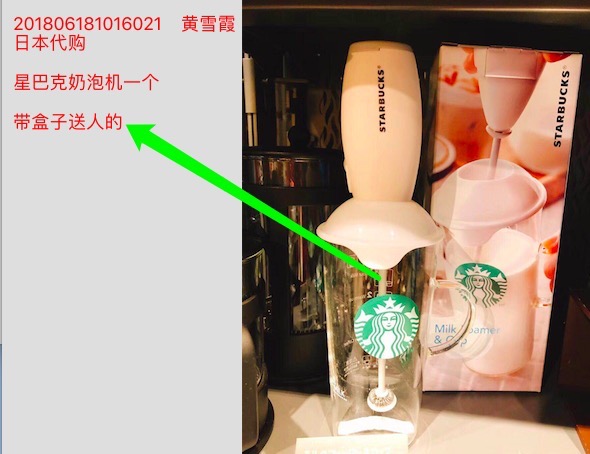 201806181016021 黄雪霞
日本代购
星巴克奶泡机一个
带盒子送人的
STARBUCKS
STARBUCKS
Milk Foamer
& Cup